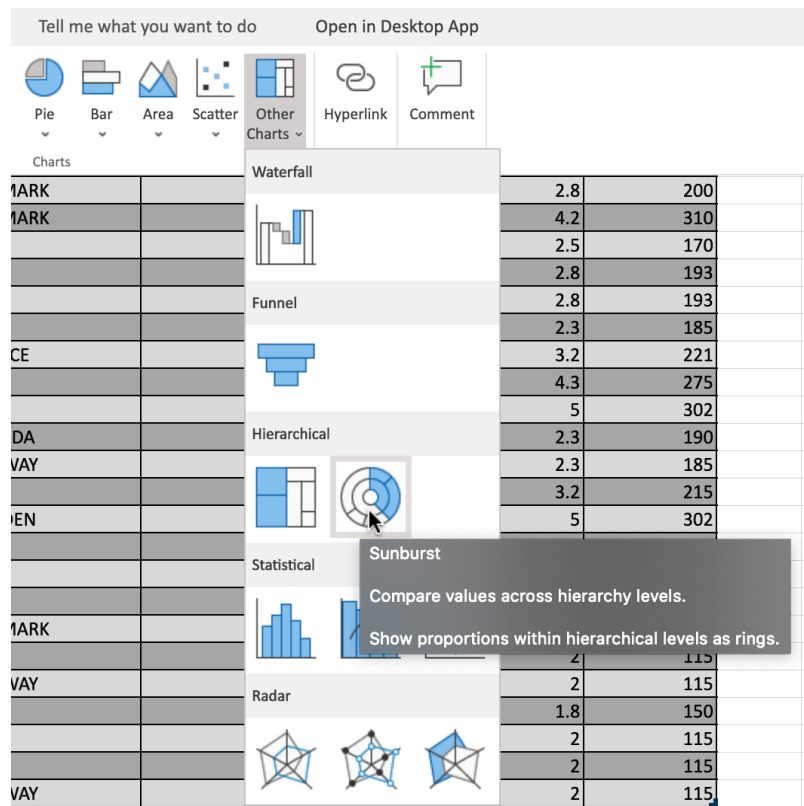 Tell me what you want to do Open in Desktop App
Pie Bar Area Scatter Other Charts Hyperlink Comment
Charts
Waterfall
Funnel
Hierarchical
Statistical
Radar
Sunburst
Compare values across hierarchy levels.
Show proportions within hierarchical levels as rings.
MARK 2.8 200
MARK 4.2 310
2.5 170
2.8 193
2.8 193
2.3 185
CE 3.2 221
4.3 275
5 302
DA 2.3 190
WAY 2.3 185
3.2 215
DEN 5 302
MARK
2 115
WAY 2 115
1.8 150
2 115
2 115
WAY 2 115